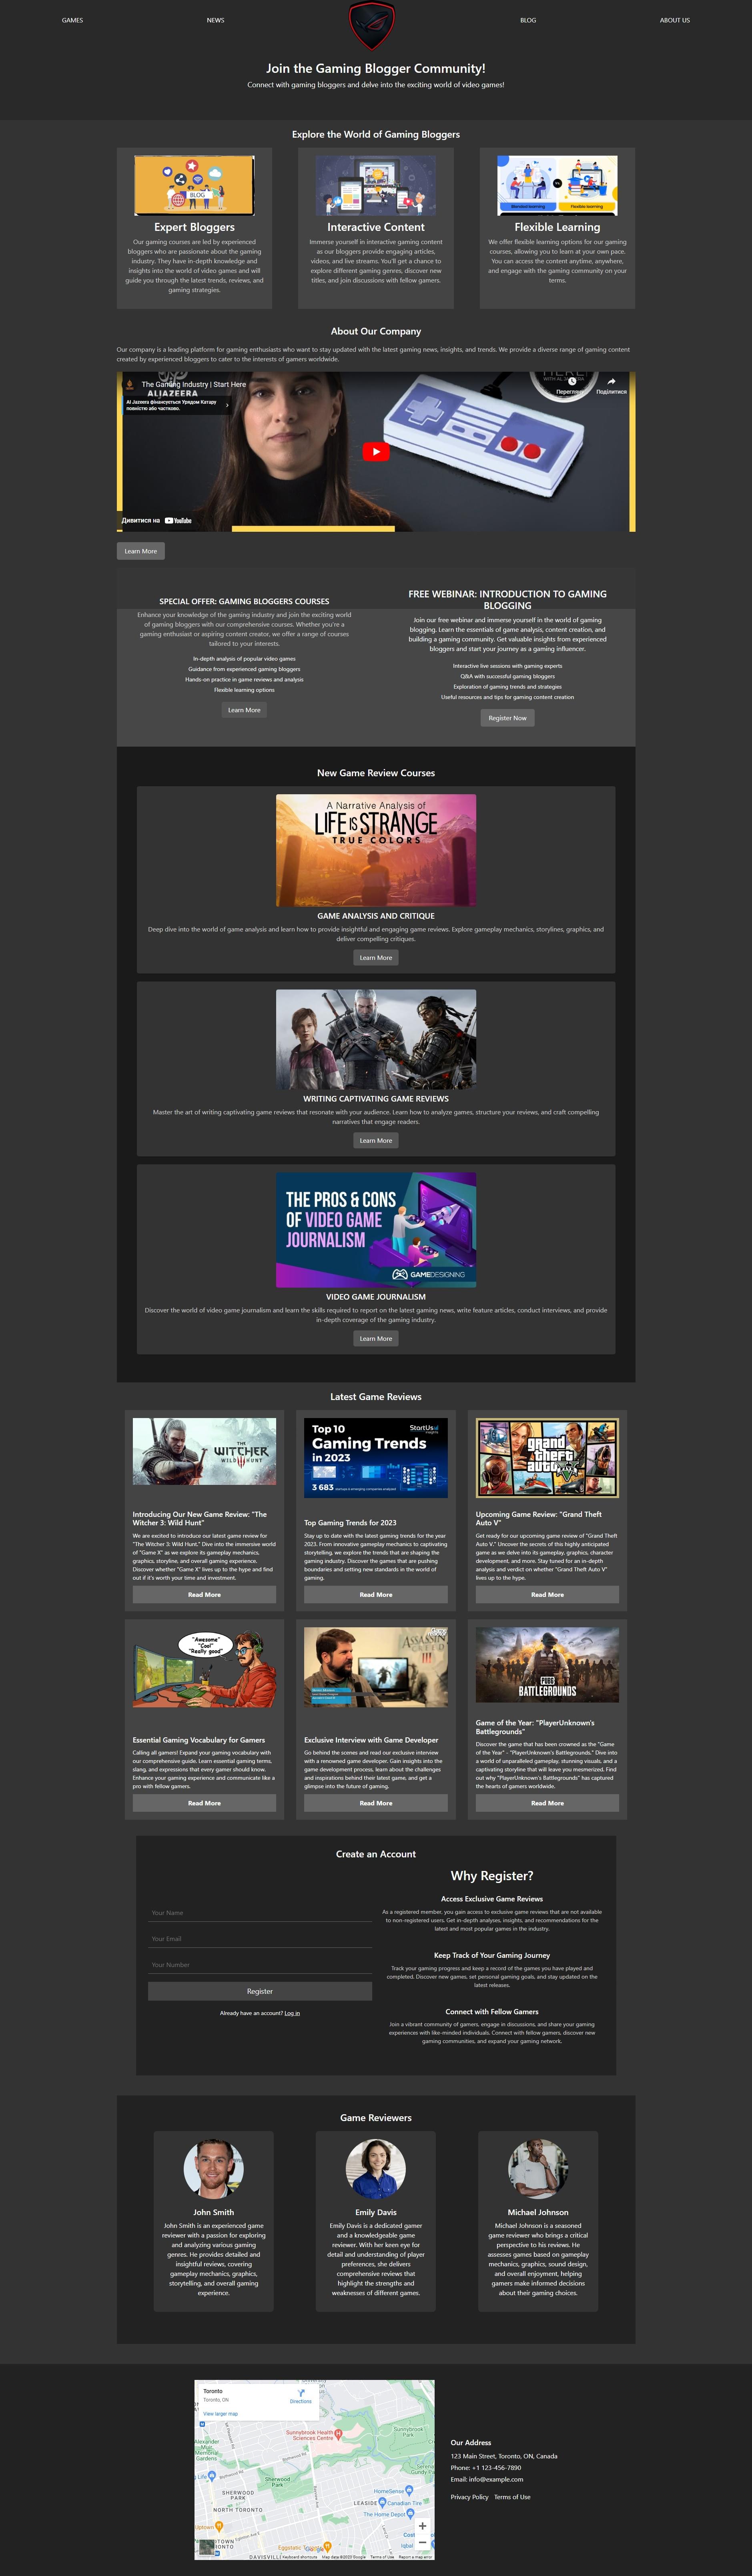 GAMES NEWS BLOG ABOUT US
Join the Gaming Blogger Community!
Connect with gaming bloggers and delve into the exciting world of video games!
Explore the World of Gaming Bloggers
BLOG
Blended learning VS. Flexible learning
Expert Bloggers
Our gaming courses are led by experienced
bloggers who are passionate about the gaming
industry. They have in-depth knowledge and
insights into the world of video games and will
guide you through the latest trends, reviews, and
gaming strategies.
Interactive Content
Immerse yourself in interactive gaming content
as our bloggers provide engaging articles,
videos, and live streams. You'll get a chance to
explore different gaming genres, discover new
titles, and join discussions with fellow gamers.
Flexible Learning
We offer flexible learning options for our gaming
courses, allowing you to learn at your own pace.
You can access the content anytime, anywhere,
and engage with the gaming community on your
terms.
About Our Company
Our company is a leading platform for gaming enthusiasts who want to stay updated with the latest gaming news, insights, and trends. We provide a diverse range of gaming content
created by experienced bloggers to cater to the interests of gamers worldwide.
The Gaming Industry | Start Here
ALJAZEERA
Al Jazeera фінансується Урядом Катару
повністю або частково.
Поділитися
Дивитися на YouTube
Learn More
SPECIAL OFFER: GAMING BLOGGERS COURSES
Enhance your knowledge of the gaming industry and join the exciting world
of gaming bloggers with our comprehensive courses. Whether you're a
gaming enthusiast or aspiring content creator, we offer a range of courses
tailored to your interests.
In-depth analysis of popular video games
Guidance from experienced gaming bloggers
Hands-on practice in game reviews and analysis
Flexible learning options
Learn More
FREE WEBINAR: INTRODUCTION TO GAMING
BLOGGING
Join our free webinar and immerse yourself in the world of gaming
blogging. Learn the essentials of game analysis, content creation, and
building a gaming community. Get valuable insights from experienced
bloggers and start your journey as a gaming influencer.
Interactive live sessions with gaming experts
Q&A with successful gaming bloggers
Exploration of gaming trends and strategies
Useful resources and tips for gaming content creation
Register Now
New Game Review Courses
A Narrative Analysis of
LIFE IS STRANGE
TRUE COLORS
GAME ANALYSIS AND CRITIQUE
Deep dive into the world of game analysis and learn how to provide insightful and engaging game reviews. Explore gameplay mechanics, storylines, graphics, and
deliver compelling critiques.
Learn More
WRITING CAPTIVATING GAME REVIEWS
Master the art of writing captivating game reviews that resonate with your audience. Learn how to analyze games, structure your reviews, and craft compelling
narratives that engage readers.
Learn More
THE PROS & CONS
OF VIDEO GAME
JOURNALISM
GAMEDESIGNING
VIDEO GAME JOURNALISM
Discover the world of video game journalism and learn the skills required to report on the latest gaming news, write feature articles, conduct interviews, and provide
in-depth coverage of the gaming industry.
Learn More
Latest Game Reviews
THE
WITCHER
WILD HUNT
Introducing Our New Game Review: "The
Witcher 3: Wild Hunt"
We are excited to introduce our latest game review for
"The Witcher 3: Wild Hunt." Dive into the immersive world
of "Game X" as we explore its gameplay mechanics,
graphics, storyline, and overall gaming experience.
Discover whether "Game X" lives up to the hype and find
out if it's worth your time and investment.
Read More
Top 10
StartUs
insights
Gaming Trends
in 2023
3 683
Top Gaming Trends for 2023
Stay up to date with the latest gaming trends for the year
2023. From innovative gameplay mechanics to captivating
storytelling, we explore the trends that are shaping the
gaming industry. Discover the games that are pushing
boundaries and setting new standards in the world of
gaming.
Read More
grand
theft
auto V
Upcoming Game Review: "Grand Theft
Auto V"
Get ready for our upcoming game review of "Grand Theft
Auto V." Uncover the secrets of this highly anticipated
game as we delve into its gameplay, graphics, character
development, and more. Stay tuned for an in-depth
analysis and verdict on whether "Grand Theft Auto V"
lives up to the hype.
Read More
"Awesome"
"Cool"
"Really good"
Essential Gaming Vocabulary for Gamers
Calling all gamers! Expand your gaming vocabulary with
our comprehensive guide. Learn essential gaming terms,
slang, and expressions that every gamer should know.
Enhance your gaming experience and communicate like a
pro with fellow gamers.
Read More
ASSASSIN
III
Exclusive Interview with Game Developer
Go behind the scenes and read our exclusive interview
with a renowned game developer. Gain insights into the
game development process, learn about the challenges
and inspirations behind their latest game, and get a
glimpse into the future of gaming.
Read More
PUBG
BATTLEGROUNDS
Game of the Year: "PlayerUnknown's
Battlegrounds"
Discover the game that has been crowned as the "Game
of the Year" - "PlayerUnknown's Battlegrounds." Dive into
a world of unparalleled gameplay, stunning visuals, and a
captivating storyline that will leave you mesmerized. Find
out why "PlayerUnknown's Battlegrounds" has captured
the hearts of gamers worldwide.
Read More
Create an Account
Your Name
Your Email
Your Number
Register
Already have an account? Log in
Why Register?
Access Exclusive Game Reviews
As a registered member, you gain access to exclusive game reviews that are not available
to non-registered users. Get in-depth analyses, insights, and recommendations for the
latest and most popular games in the industry.
Keep Track of Your Gaming Journey
Track your gaming progress and keep a record of the games you have played and
completed. Discover new games, set personal gaming goals, and stay updated on the
latest releases.
Connect with Fellow Gamers
Join a vibrant community of gamers, engage in discussions, and share your gaming
experiences with like-minded individuals. Connect with fellow gamers, discover new
gaming communities, and expand your gaming network.
Game Reviewers
John Smith
John Smith is an experienced game
reviewer with a passion for exploring
and analyzing various gaming
genres. He provides detailed and
insightful reviews, covering
gameplay mechanics, graphics,
storytelling, and overall gaming
experience.
Emily Davis
Emily Davis is a dedicated gamer
and a knowledgeable game
reviewer. With her keen eye for
detail and understanding of player
preferences, she delivers
comprehensive reviews that
highlight the strengths and
weaknesses of different games.
Michael Johnson
Michael Johnson is a seasoned
game reviewer who brings a critical
perspective to his reviews. He
assesses games based on gameplay
mechanics, graphics, sound design,
and overall enjoyment, helping
gamers make informed decisions
about their gaming choices.
Toronto
Toronto, ON
Directions
View larger map
Sunnybrook Health
Sciences Centre
Sunnybrook
Park
Alexander
Muir
Memorial
Gardens
Sherwood
Park
SHERWOOD
PARK
NORTH TORONTO
HomeSense
LEASIDE
Canadian Tire
The Home Depot
Uptown
DAVISVILLE
Google
Keyboard shortcuts Map data ©2023 Google Terms of Use Report a map error
Our Address
123 Main Street, Toronto, ON, Canada
Phone: +1 123-456-7890
Email: info@example.com
Privacy Policy Terms of Use